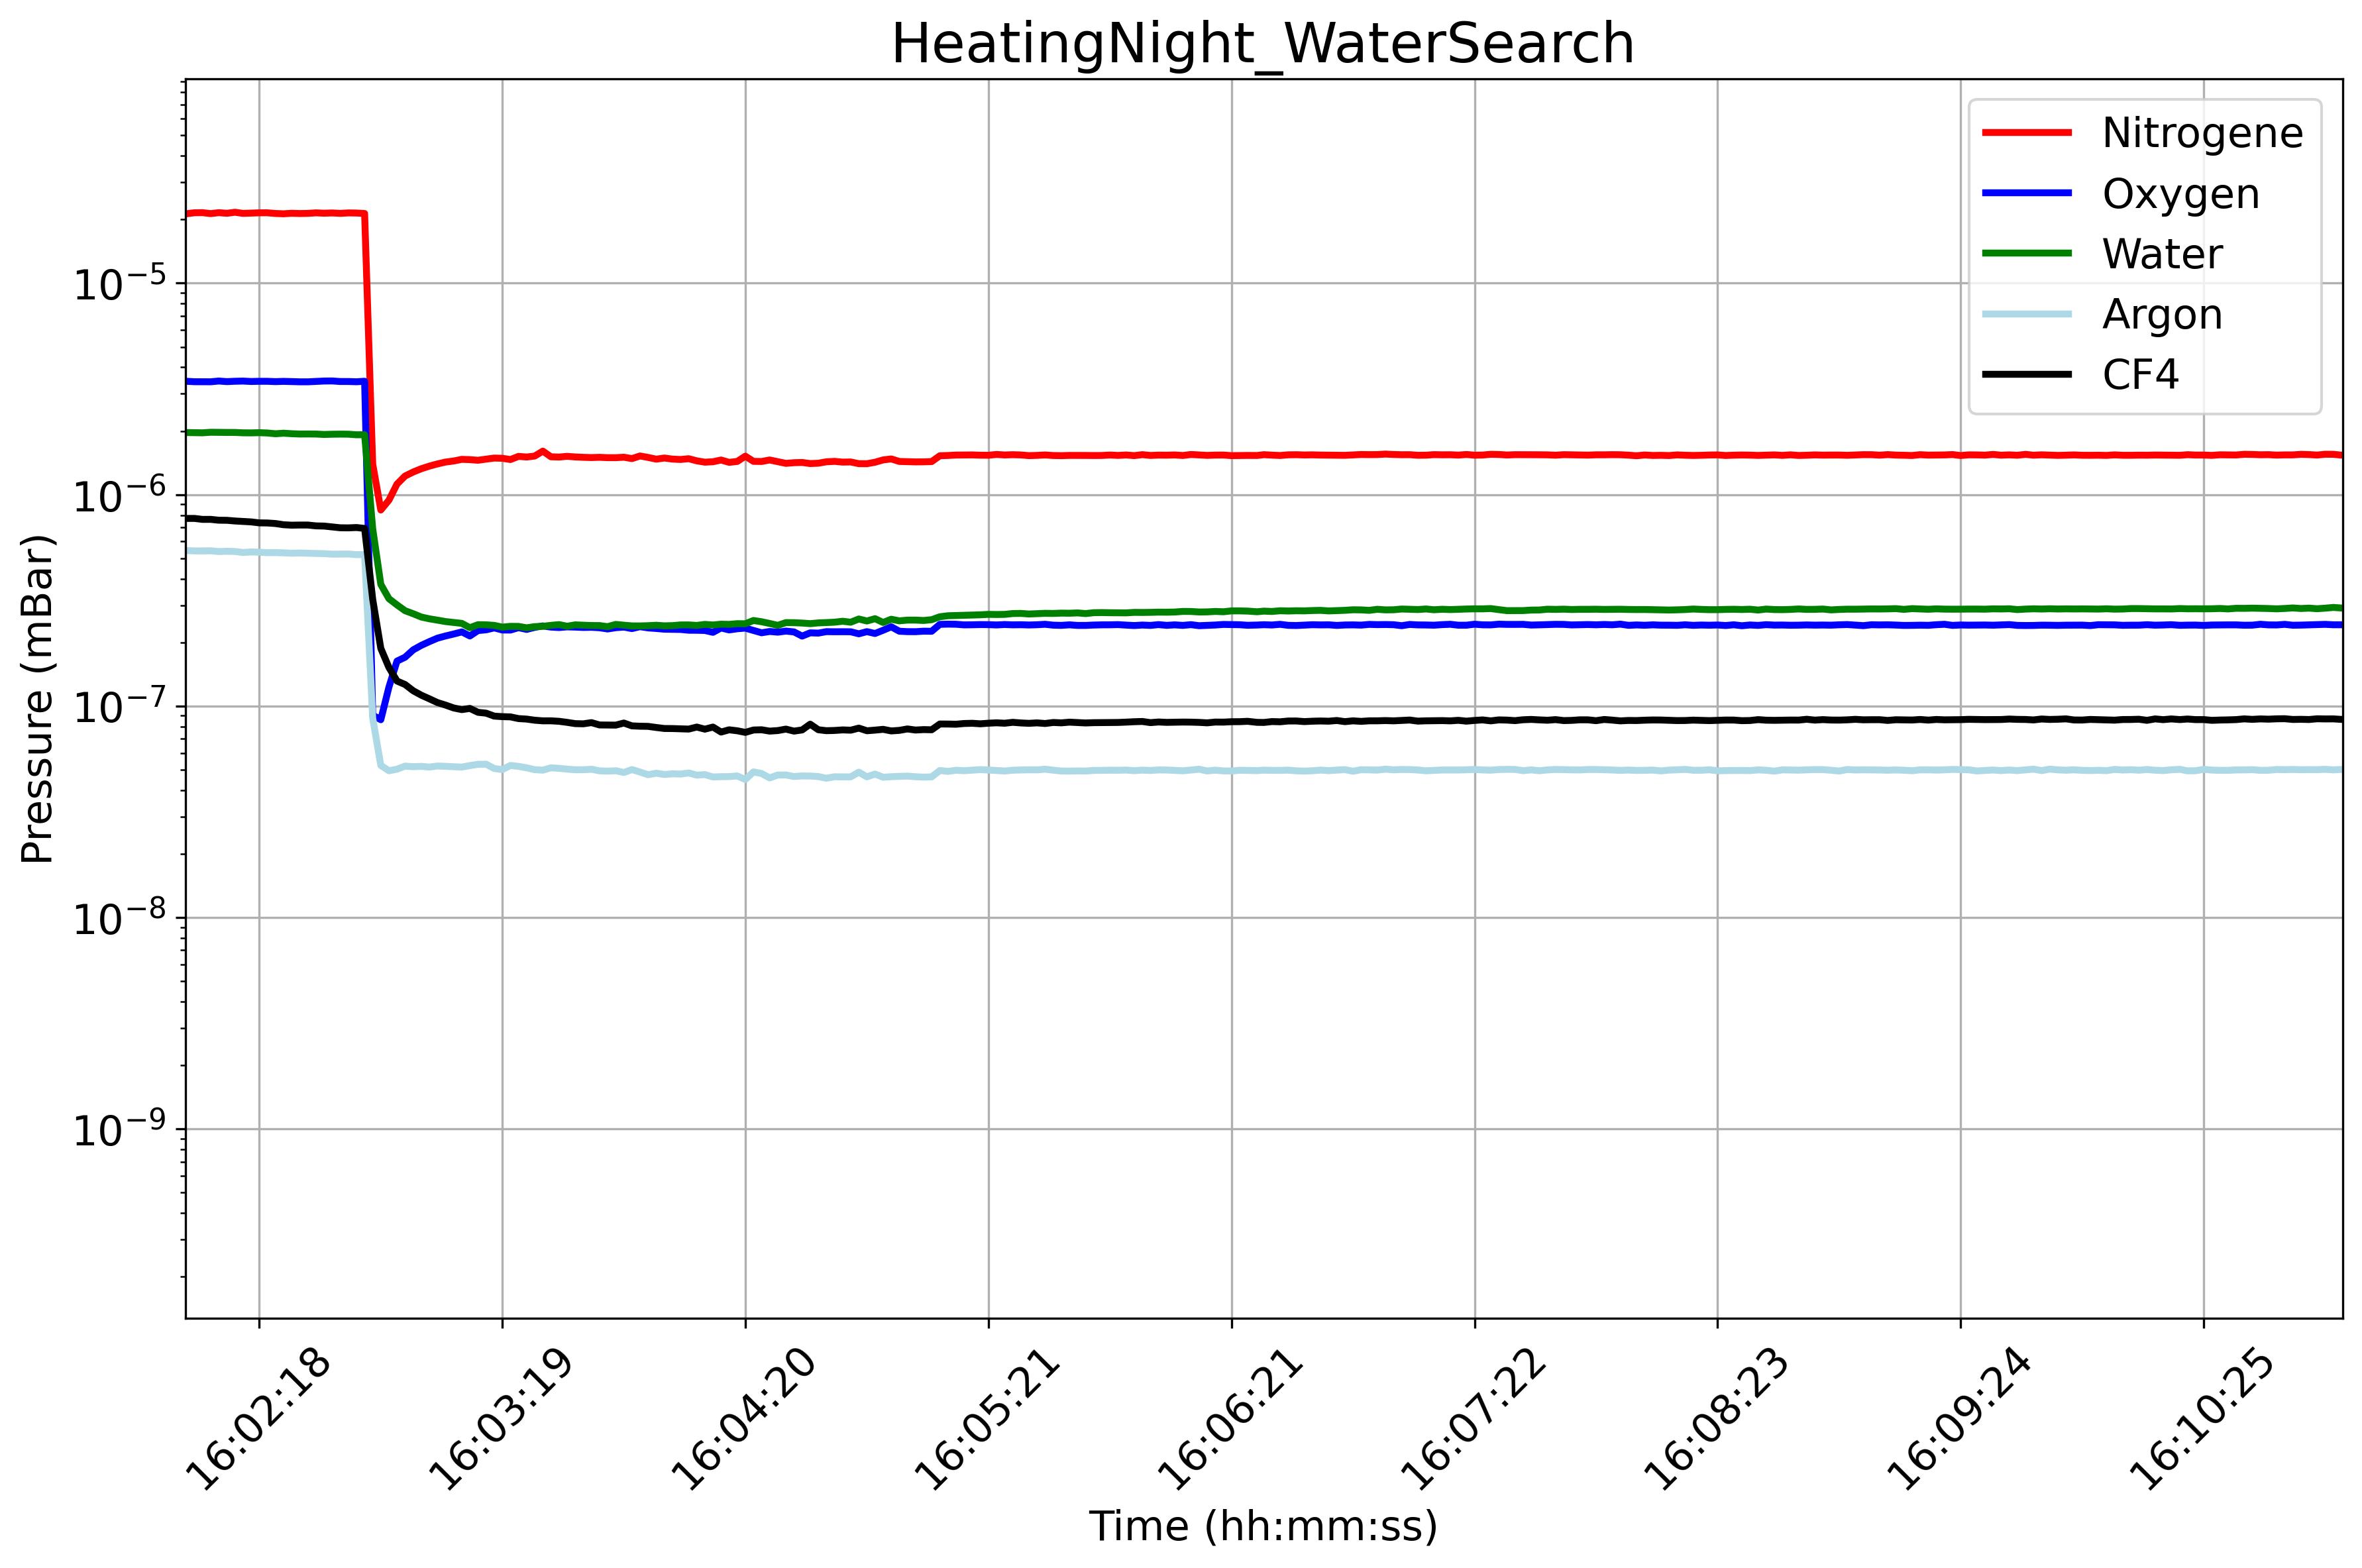 HeatingNight_WaterSearch
Nitrogene
Oxygen
Water
Argon
CF4
Pressure (mBar)
10⁻⁵
10⁻⁶
10⁻⁷
10⁻⁸
10⁻⁹
16:02:18
16:03:19
16:04:20
16:05:21
16:06:21
16:07:22
16:08:23
16:09:24
16:10:25
Time (hh:mm:ss)